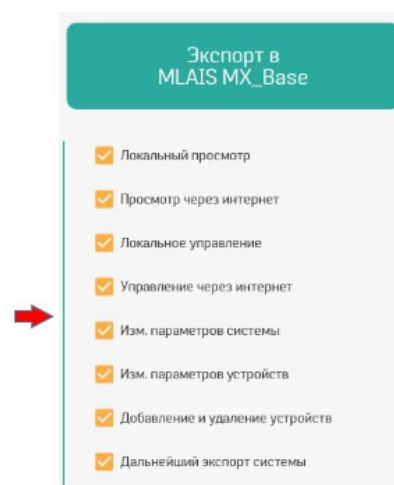 Экспорт в
MLAIS MX_Base
Локальный просмотр
Просмотр через интернет
Локальное управление
Управление через интернет
Изм. параметров системы
Изм. параметров устройств
Добавление и удаление устройств
Дальнейший экспорт системы